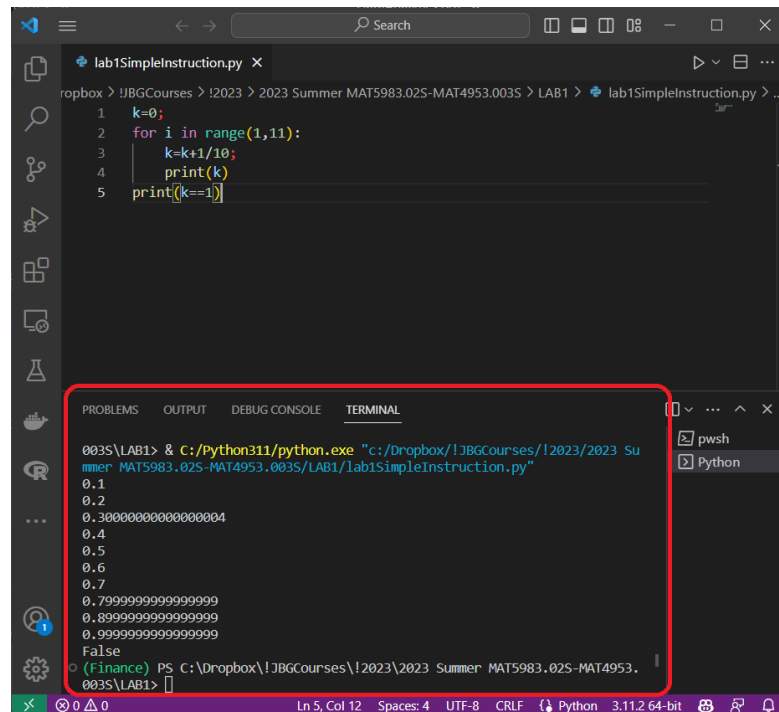 Search
lab1SimpleInstruction.py
ropbox > !JBGCourses > !2023 > 2023 Summer MAT5983.02S-MAT4953.003S > LAB1 > lab1SimpleInstruction.py > ..
1 k=0;
2 for i in range(1,11):
3 k=k+1/10;
4 print(k)
5 print(k==1)
PROBLEMS OUTPUT DEBUG CONSOLE TERMINAL
pwsh
Python
003S\LAB1> & C:/Python311/python.exe "c:/Dropbox/!JBGCourses/!2023/2023 Su
mmer MAT5983.02S-MAT4953.003S/LAB1/lab1SimpleInstruction.py"
0.1
0.2
0.30000000000000004
0.4
0.5
0.6
0.7
0.7999999999999999
0.8999999999999999
0.9999999999999999
False
(Finance) PS C:\Dropbox\!JBGCourses\!2023\2023 Summer MAT5983.02S-MAT4953.
003S\LAB1>
1
0 0 Ln 5, Col 12 Spaces: 4 UTF-8 CRLF Python 3.11.2 64-bit